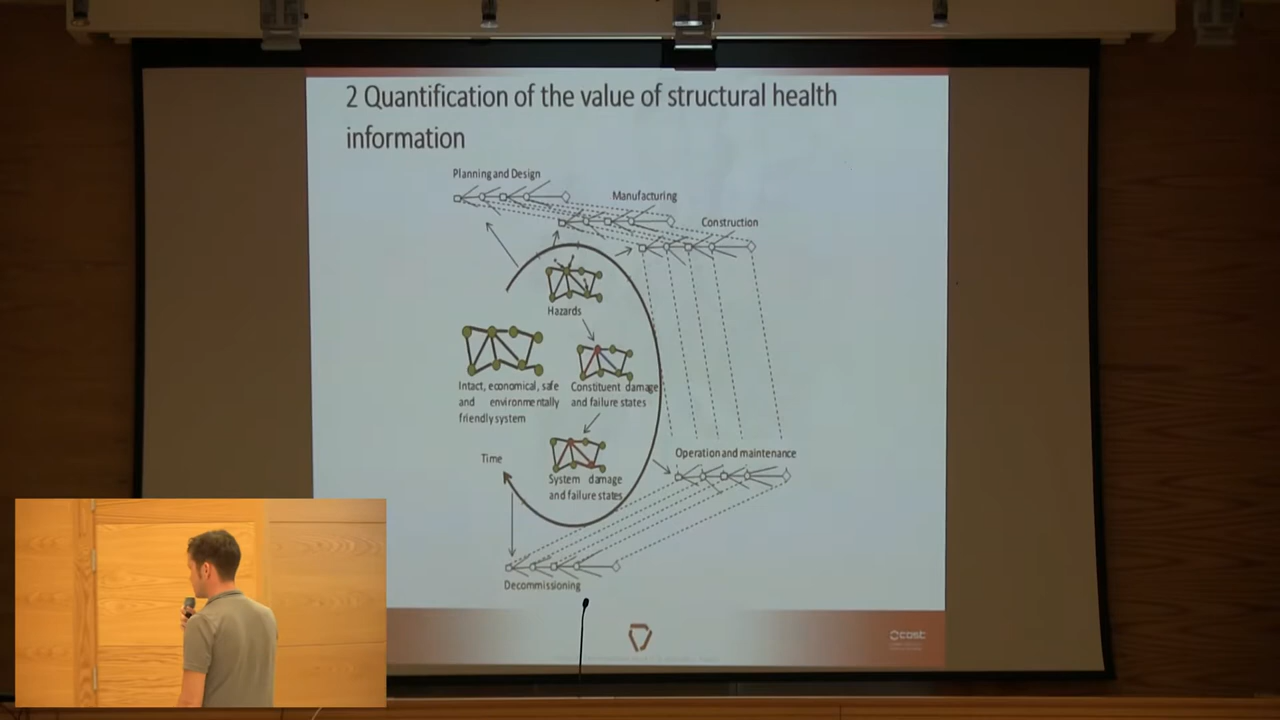 2 Quantification of the value of structural health
information
Planning and Design
Manufacturing
Construction
Hazards
Intact, economical, safe
and environmentally
friendly system
Constituent damage
and failure states
System damage
and failure states
Time
Operation and maintenance
Decommissioning
cost